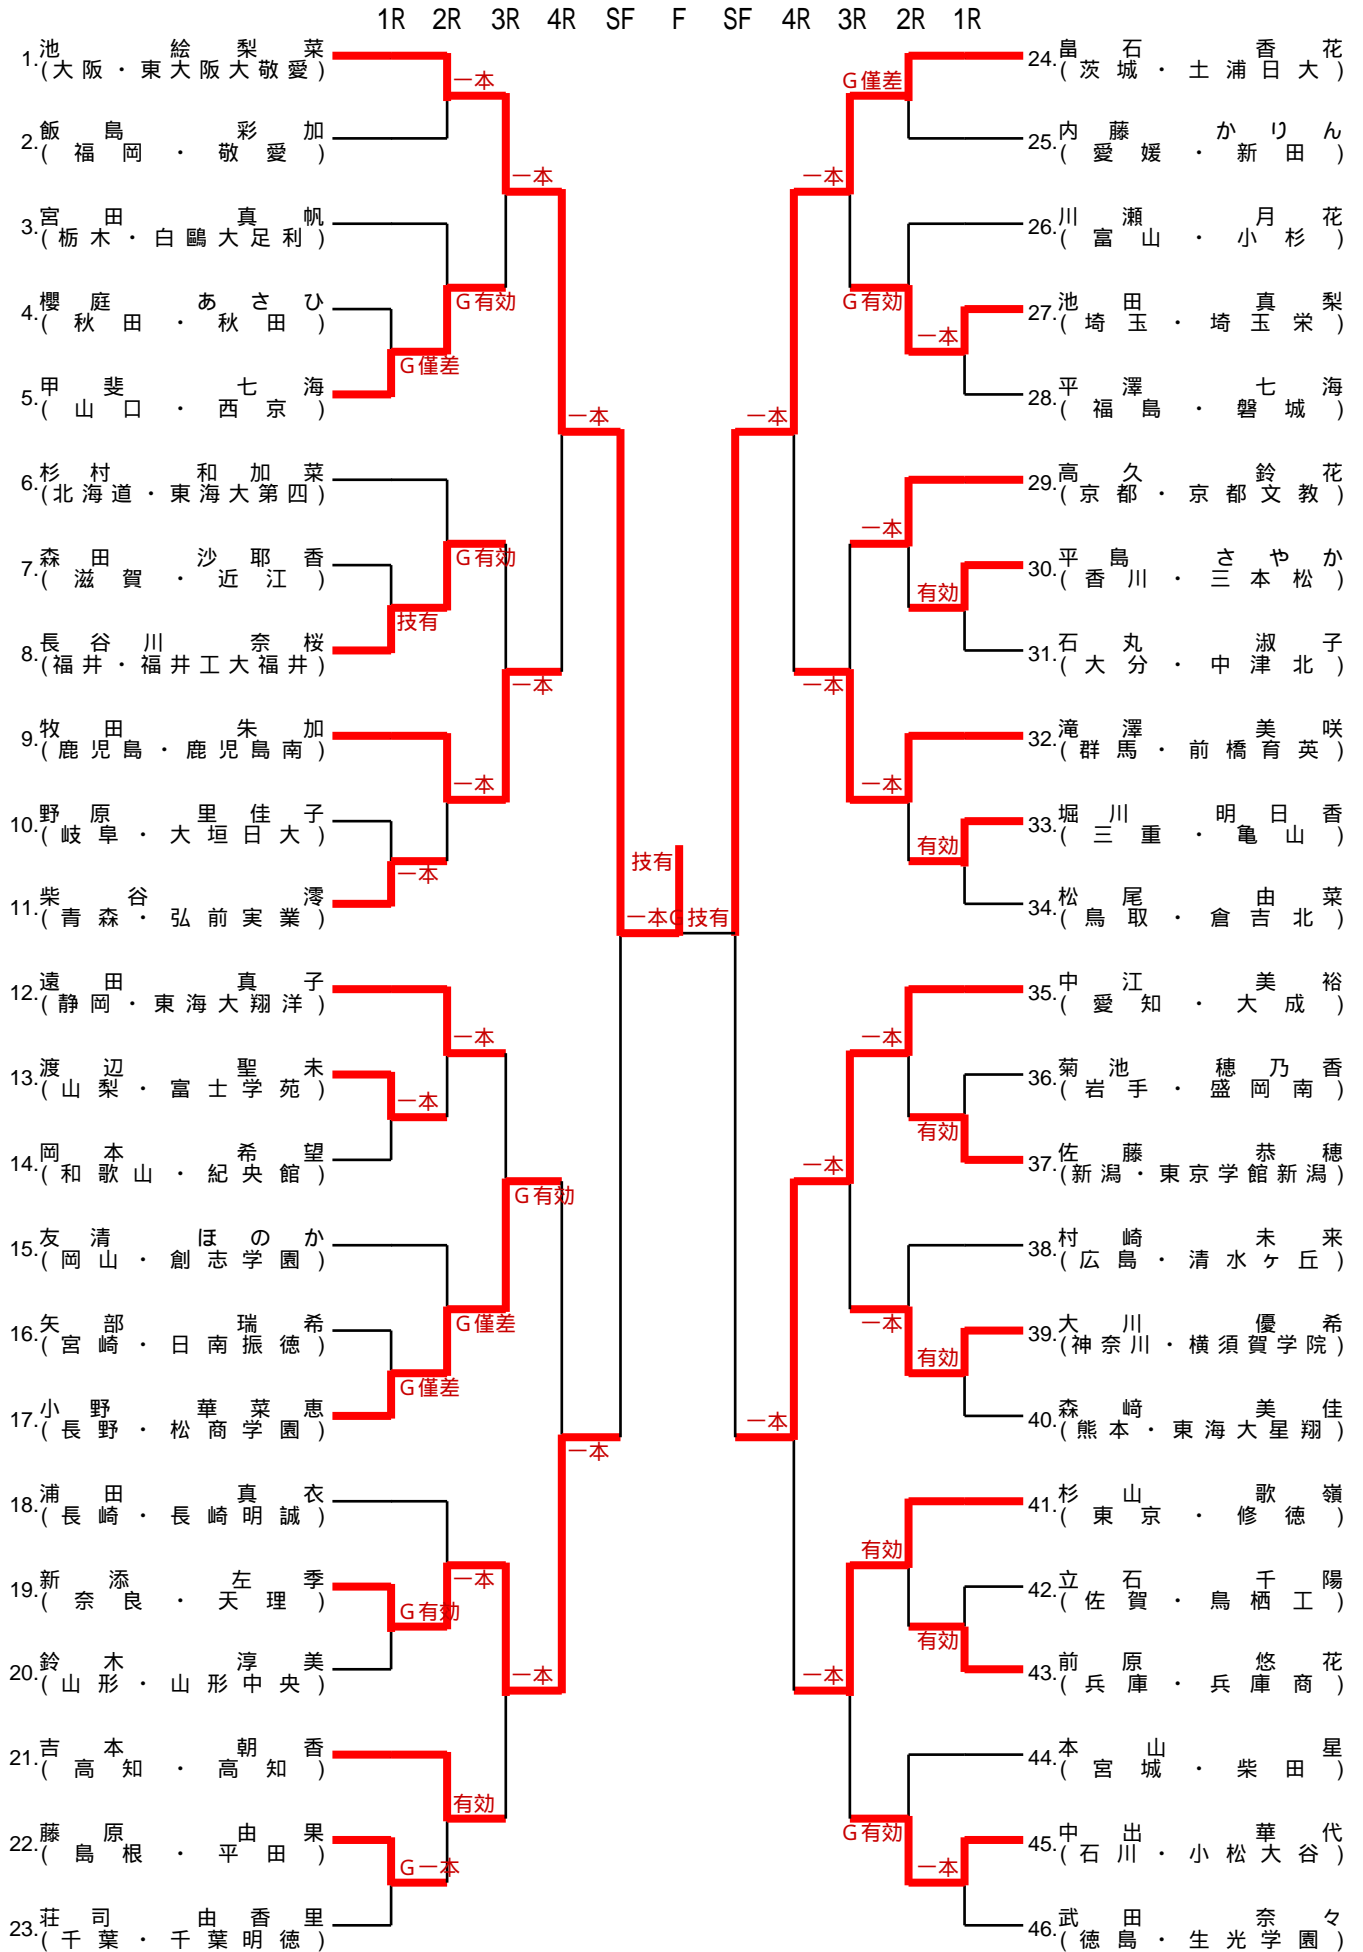 1R 2R 3R 4R SF F SF 4R 3R 2R 1R
1. 池 絵 梨 菜
(大阪・東大阪大敬愛)
2. 飯島 彩加
(福岡・敬愛)
3. 宮田 真帆
(栃木・白鷗大足利)
4. 櫻庭 あさひ
(秋田・秋田)
5. 甲斐 七海
(山口・西京)
6. 杉村 和加菜
(北海道・東海大第四)
7. 森田 沙耶香
(滋賀・近江)
8. 長谷川 奈桜
(福井・福井工大福井)
9. 牧田 朱加
(鹿児島・鹿児島南)
10. 野原 里佳子
(岐阜・大垣日大)
11. 柴谷 澪
(青森・弘前実業)
12. 遠田 真子
(静岡・東海大翔洋)
13. 渡辺 聖未
(山梨・富士学苑)
14. 岡本 希望
(和歌山・紀央館)
15. 友清 ほのか
(岡山・創志学園)
16. 矢部 瑞希
(宮崎・日南振徳)
17. 小野 華菜恵
(長野・松商学園)
18. 浦田 真衣
(長崎・長崎明誠)
19. 新添 左季
(奈良・天理)
20. 鈴木 淳美
(山形・山形中央)
21. 吉本 朝香
(高知・高知)
22. 藤原 由果
(島根・平田)
23. 荘司 由香里
(千葉・千葉明徳)
一本
一本
G有効
G僅差
一本
G有効
技有
一本
一本
一本
技有
一本
G技有
一本
一本
G有効
G僅差
G僅差
一本
一本
G有効
一本
有効
G一本
G僅差
一本
G有効
一本
一本
一本
有効
一本
一本
有効
一本
有効
一本
一本
有効
一本
有効
有効
一本
G有効
一本
24. 畠石 香花
(茨城・土浦日大)
25. 内藤 かりん
(愛媛・新田)
26. 川瀬 月花
(富山・小杉)
27. 池田 真梨
(埼玉・埼玉栄)
28. 平澤 七海
(福島・磐城)
29. 高久 鈴花
(京都・京都文教)
30. 平島 さやか
(香川・三本松)
31. 石丸 淑子
(大分・中津北)
32. 滝澤 美咲
(群馬・前橋育英)
33. 堀川 明日香
(三重・亀山)
34. 松尾 由菜
(鳥取・倉吉北)
35. 中江 美裕
(愛知・大成)
36. 菊池 穂乃香
(岩手・盛岡南)
37. 佐藤 恭穂
(新潟・東京学館新潟)
38. 村崎 未来
(広島・清水ヶ丘)
39. 大川 優希
(神奈川・横須賀学院)
40. 森﨑 美佳
(熊本・東海大星翔)
41. 杉山 歌嶺
(東京・修徳)
42. 立石 千陽
(佐賀・鳥栖工)
43. 前原 悠花
(兵庫・兵庫商)
44. 本山 星
(宮城・柴田)
45. 中出 華代
(石川・小松大谷)
46. 武田 奈々
(徳島・生光学園)